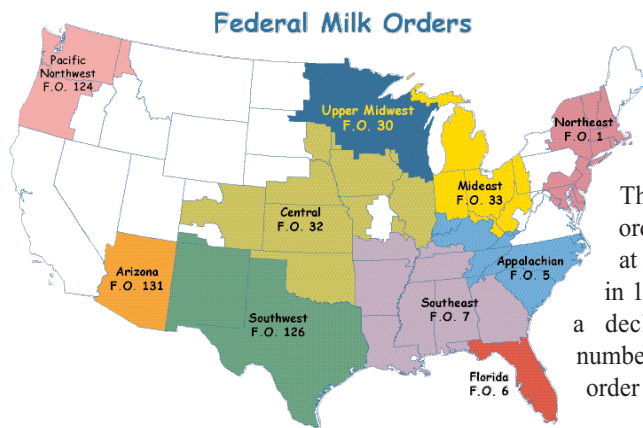 Federal Milk Orders
Pacific
Northwest
F.O. 124
Upper Midwest
F.O. 30
Northeast
F.O. 1
Mideast
F.O. 33
Central
F.O. 32
Appalachian
F.O. 5
Arizona
F.O. 131
Southwest
F.O. 126
Southeast
F.O. 7
Florida
F.O. 6
Th
ord
at
in 1
a decl
numbe
order